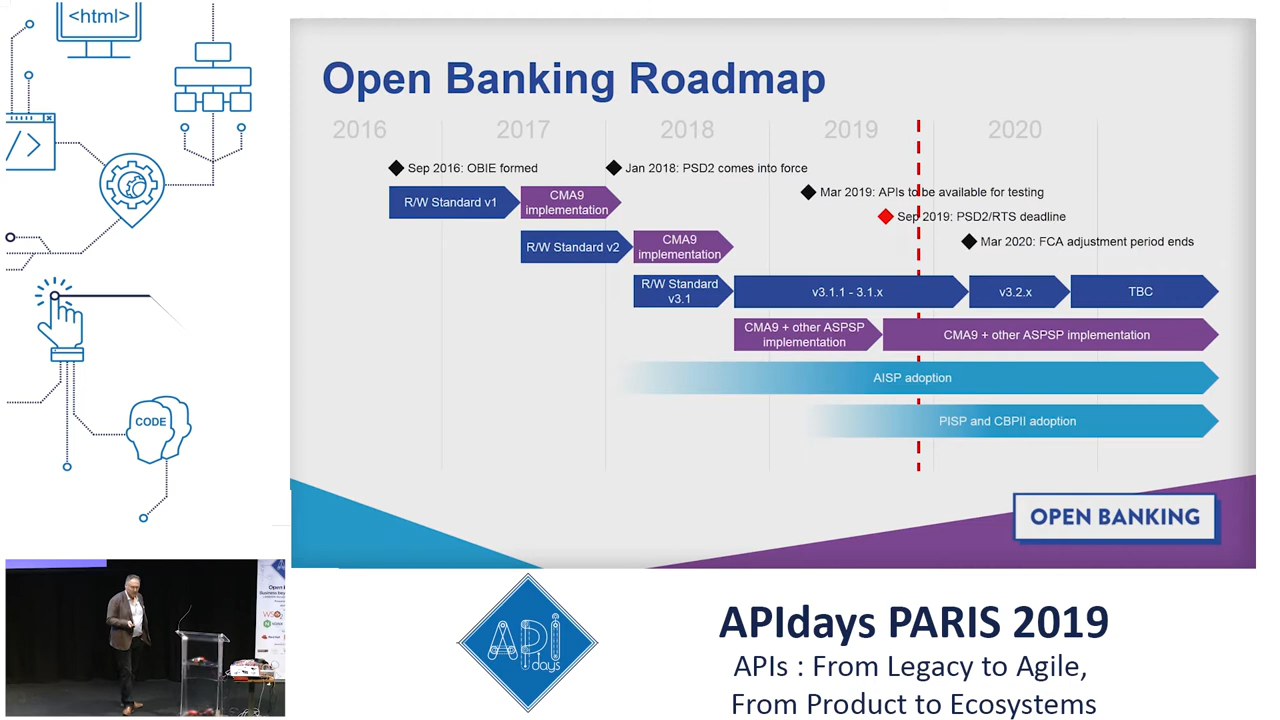 <html>
Open Banking Roadmap
2016 2017 2018 2019 2020
Sep 2016: OBIE formed
Jan 2018: PSD2 comes into force
Mar 2019: APIs to be available for testing
Sep 2019: PSD2/RTS deadline
Mar 2020: FCA adjustment period ends
R/W Standard v1
CMA9
implementation
R/W Standard v2
CMA9
implementation
R/W Standard
v3.1
v3.1.1 - 3.1.x
v3.2.x
TBC
CMA9 + other ASPSP
implementation
CMA9 + other ASPSP implementation
AISP adoption
PISP and CBPII adoption
OPEN BANKING
</>
CODE
API
days
APIdays PARIS 2019
APIs : From Legacy to Agile,
From Product to Ecosystems